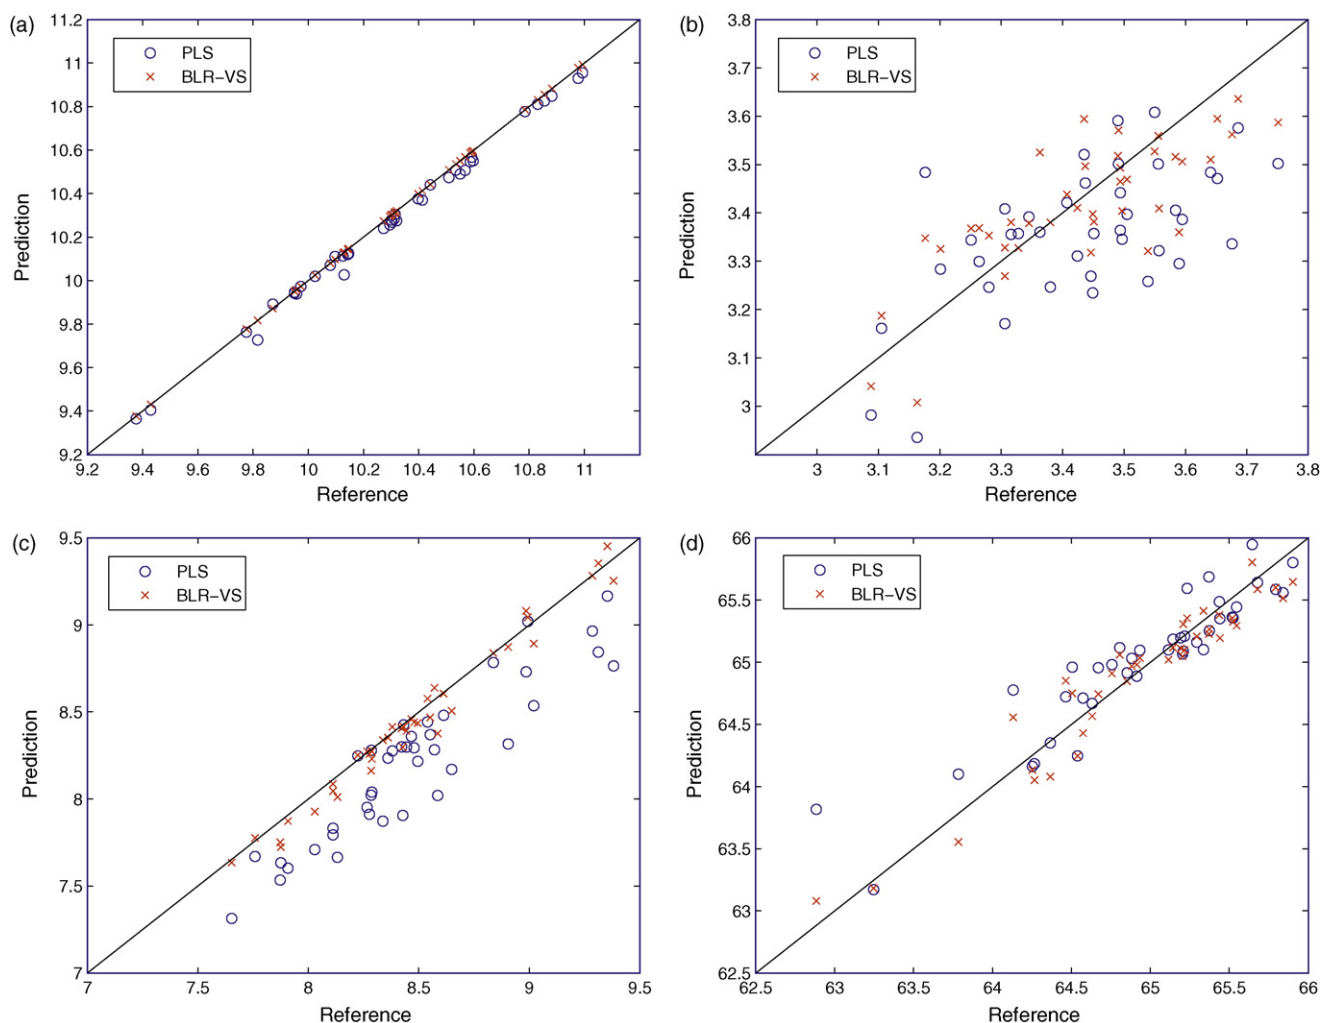 (a)
11.2
11
10.8
10.6
10.4
10.2
10
9.8
9.6
9.4
9.2
Prediction
PLS
BLR-VS
9.2 9.4 9.6 9.8 10 10.2 10.4 10.6 10.8 11
Reference
(b)
3.8
3.7
3.6
3.5
3.4
3.3
3.2
3.1
3
Prediction
PLS
BLR-VS
3 3.1 3.2 3.3 3.4 3.5 3.6 3.7 3.8
Reference
(c)
9.5
9
8.5
8
7.5
7
Prediction
PLS
BLR-VS
7 7.5 8 8.5 9 9.5
Reference
(d)
66
65.5
65
64.5
64
63.5
63
62.5
Prediction
PLS
BLR-VS
62.5 63 63.5 64 64.5 65 65.5 66
Reference